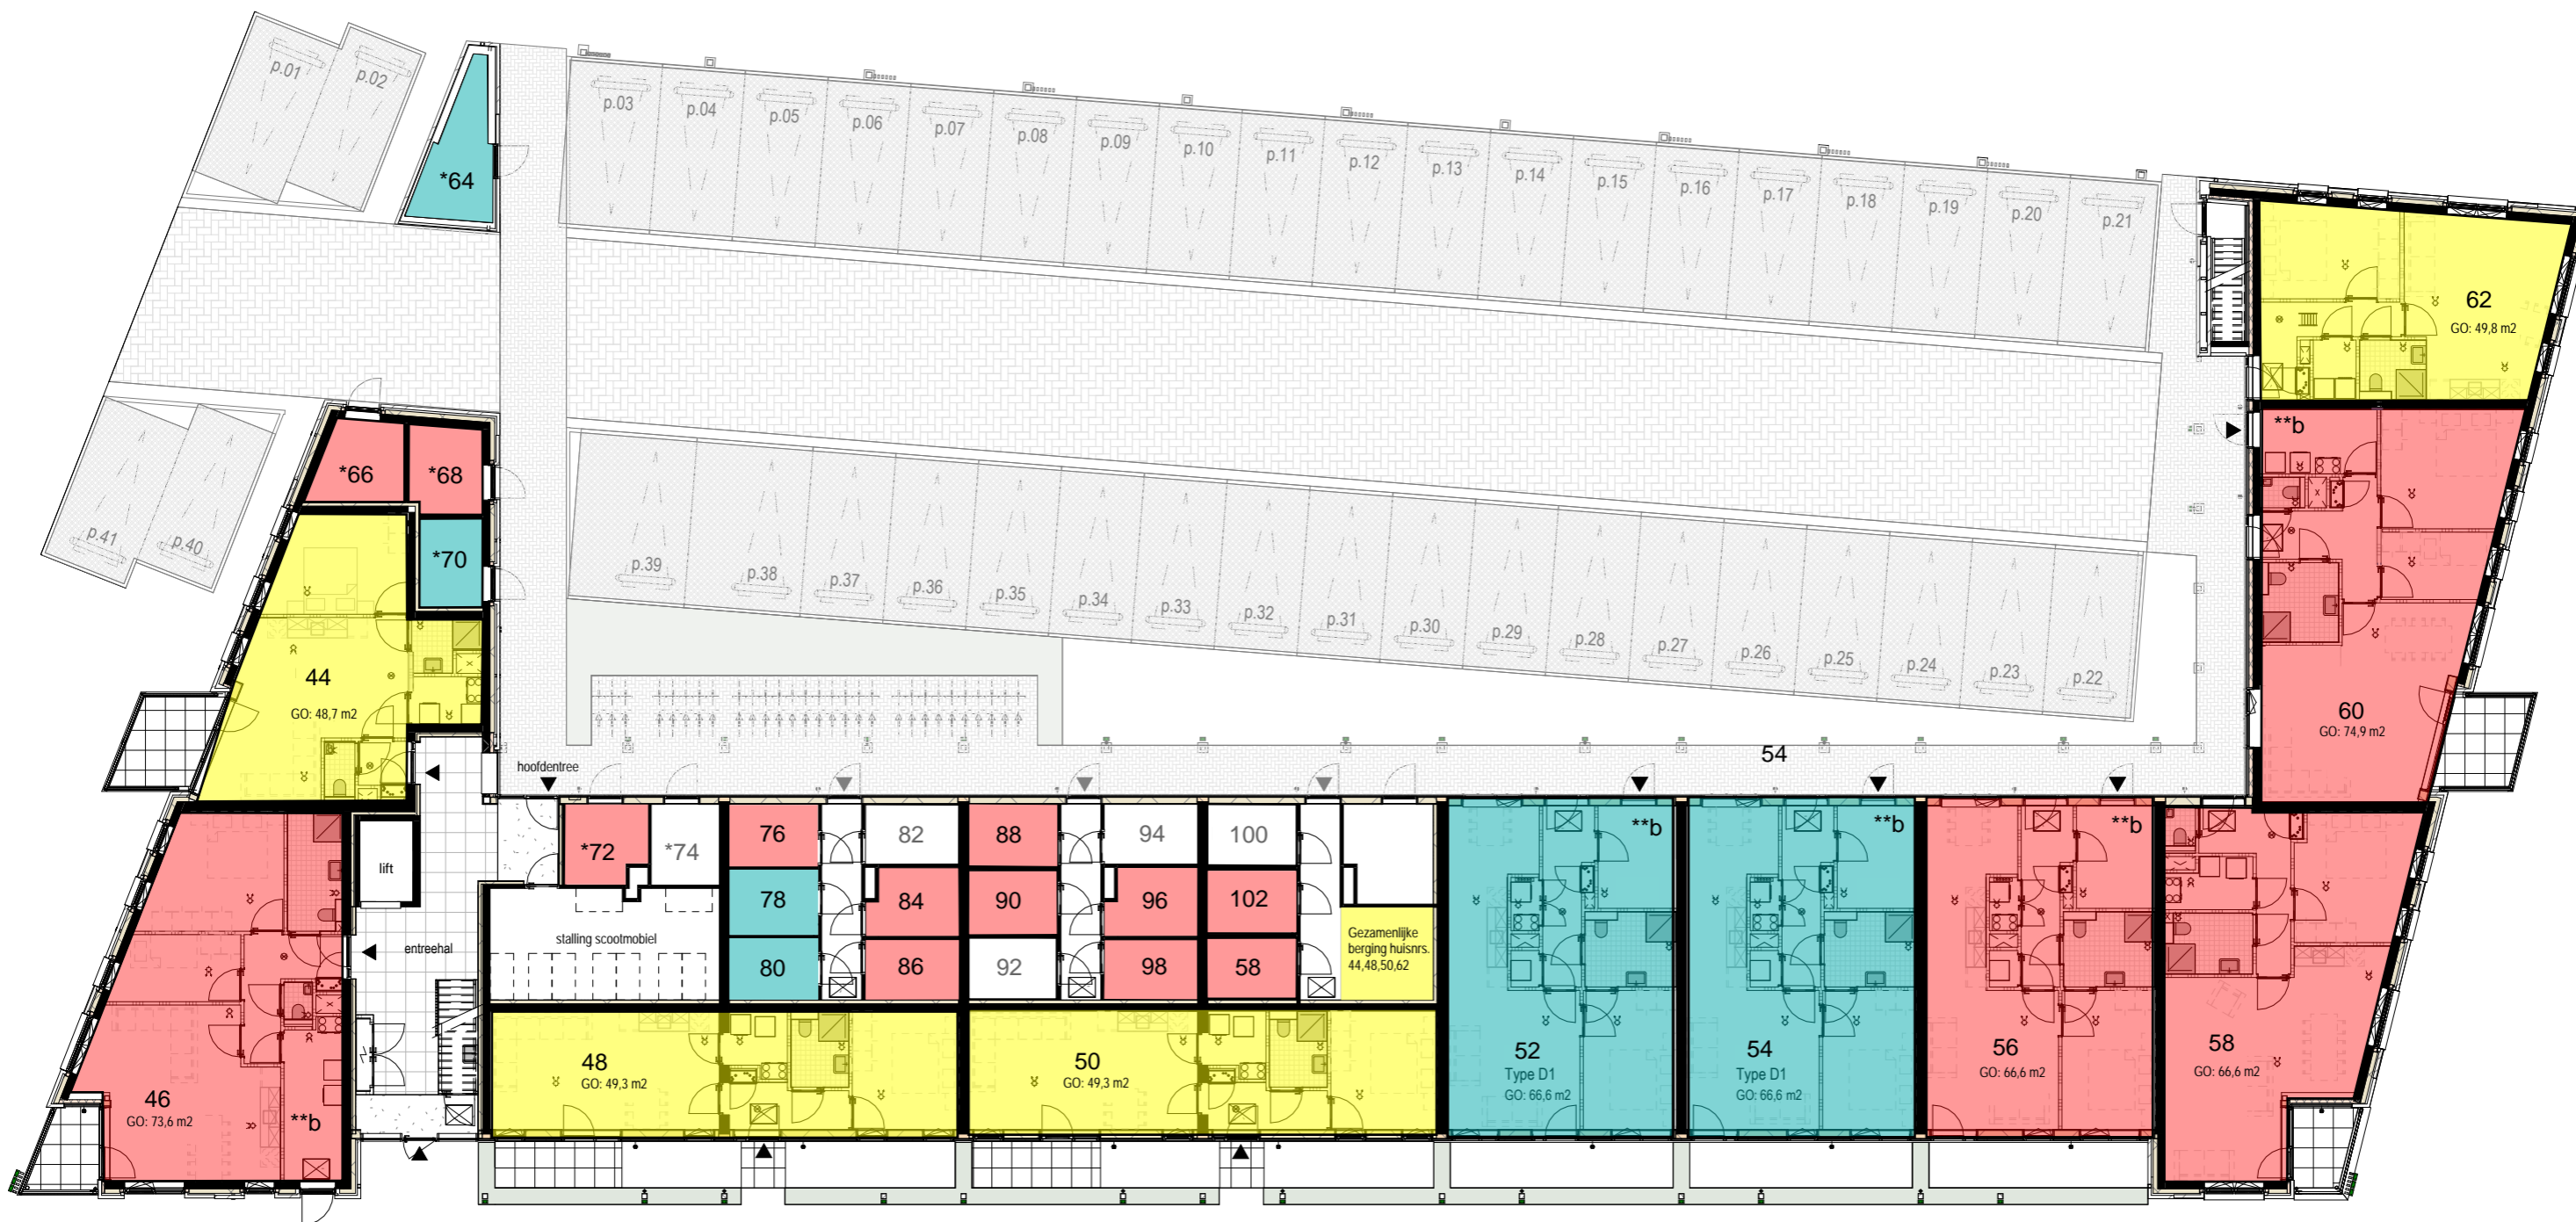 p.01
p.02
p.03
p.04
p.05
p.06
p.07
p.08
p.09
p.10
p.11
p.12
p.13
p.14
p.15
p.16
p.17
p.18
p.19
p.20
p.21
*64
62
GO: 49,8 m2
*66
*68
*70
p.41
p.40
p.39
p.38
p.37
p.36
p.35
p.34
p.33
p.32
p.31
p.30
p.29
p.28
p.27
p.26
p.25
p.24
p.23
p.22
**b
60
GO: 74,9 m2
44
GO: 48,7 m2
hoofdentree
54
lift
entreehal
*72
*74
stalling scootmobiel
76
78
80
82
84
86
88
90
92
94
96
98
100
102
58
Gezamenlijke
berging huisnrs.
44,48,50,62
**b
**b
**b
46
GO: 73,6 m2
**b
48
GO: 49,3 m2
50
GO: 49,3 m2
52
Type D1
GO: 66,6 m2
54
Type D1
GO: 66,6 m2
56
GO: 66,6 m2
58
GO: 66,6 m2